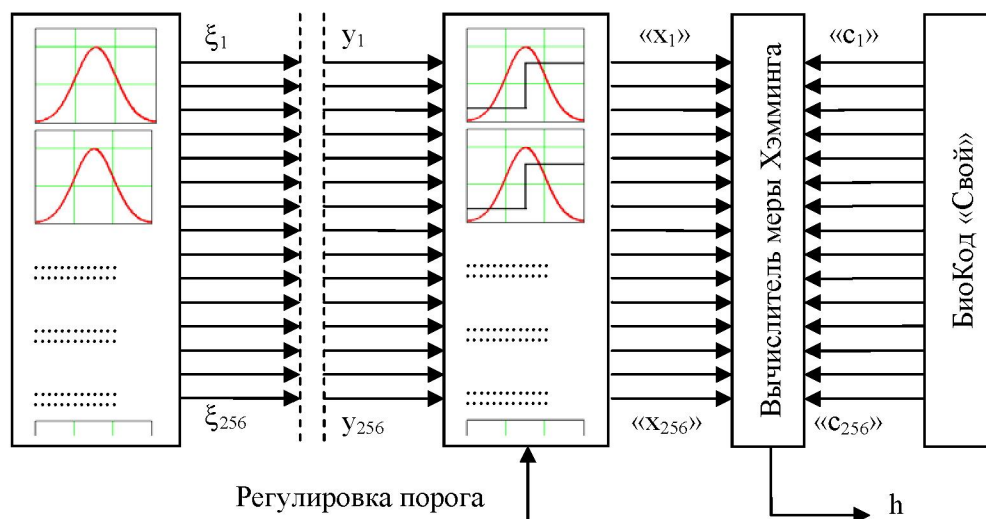 ξ₁
y₁
«x₁»
«c₁»
Вычислитель меры Хэмминга
БиоКод «Свой»
ξ₂₅₆
y₂₅₆
«x₂₅₆»
«c₂₅₆»
Регулировка порога
h